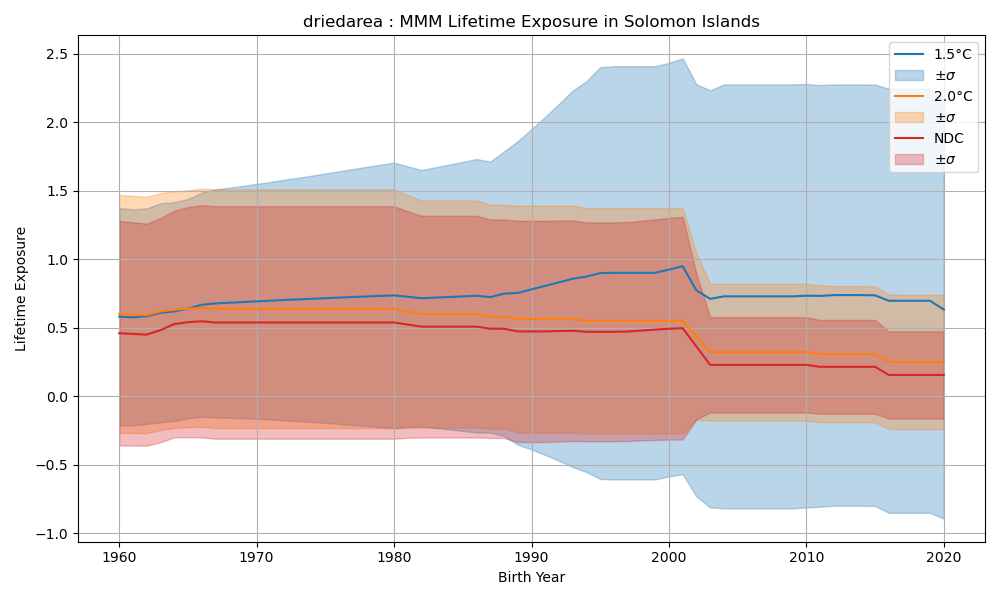 driedarea : MMM Lifetime Exposure in Solomon Islands
2.5
2.0
1.5
1.0
0.5
0.0
−0.5
−1.0
Lifetime Exposure
1.5°C
±σ
2.0°C
±σ
NDC
±σ
1960 1970 1980 1990 2000 2010 2020
Birth Year